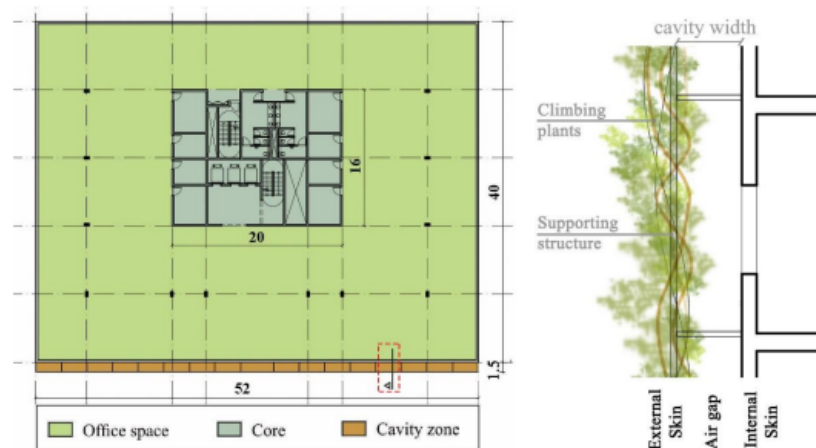 cavity width
Climbing
plants
16
40
20
Supporting
structure
1.5
52
A
Office space
Core
Cavity zone
External
Skin
Air gap
Internal
Skin